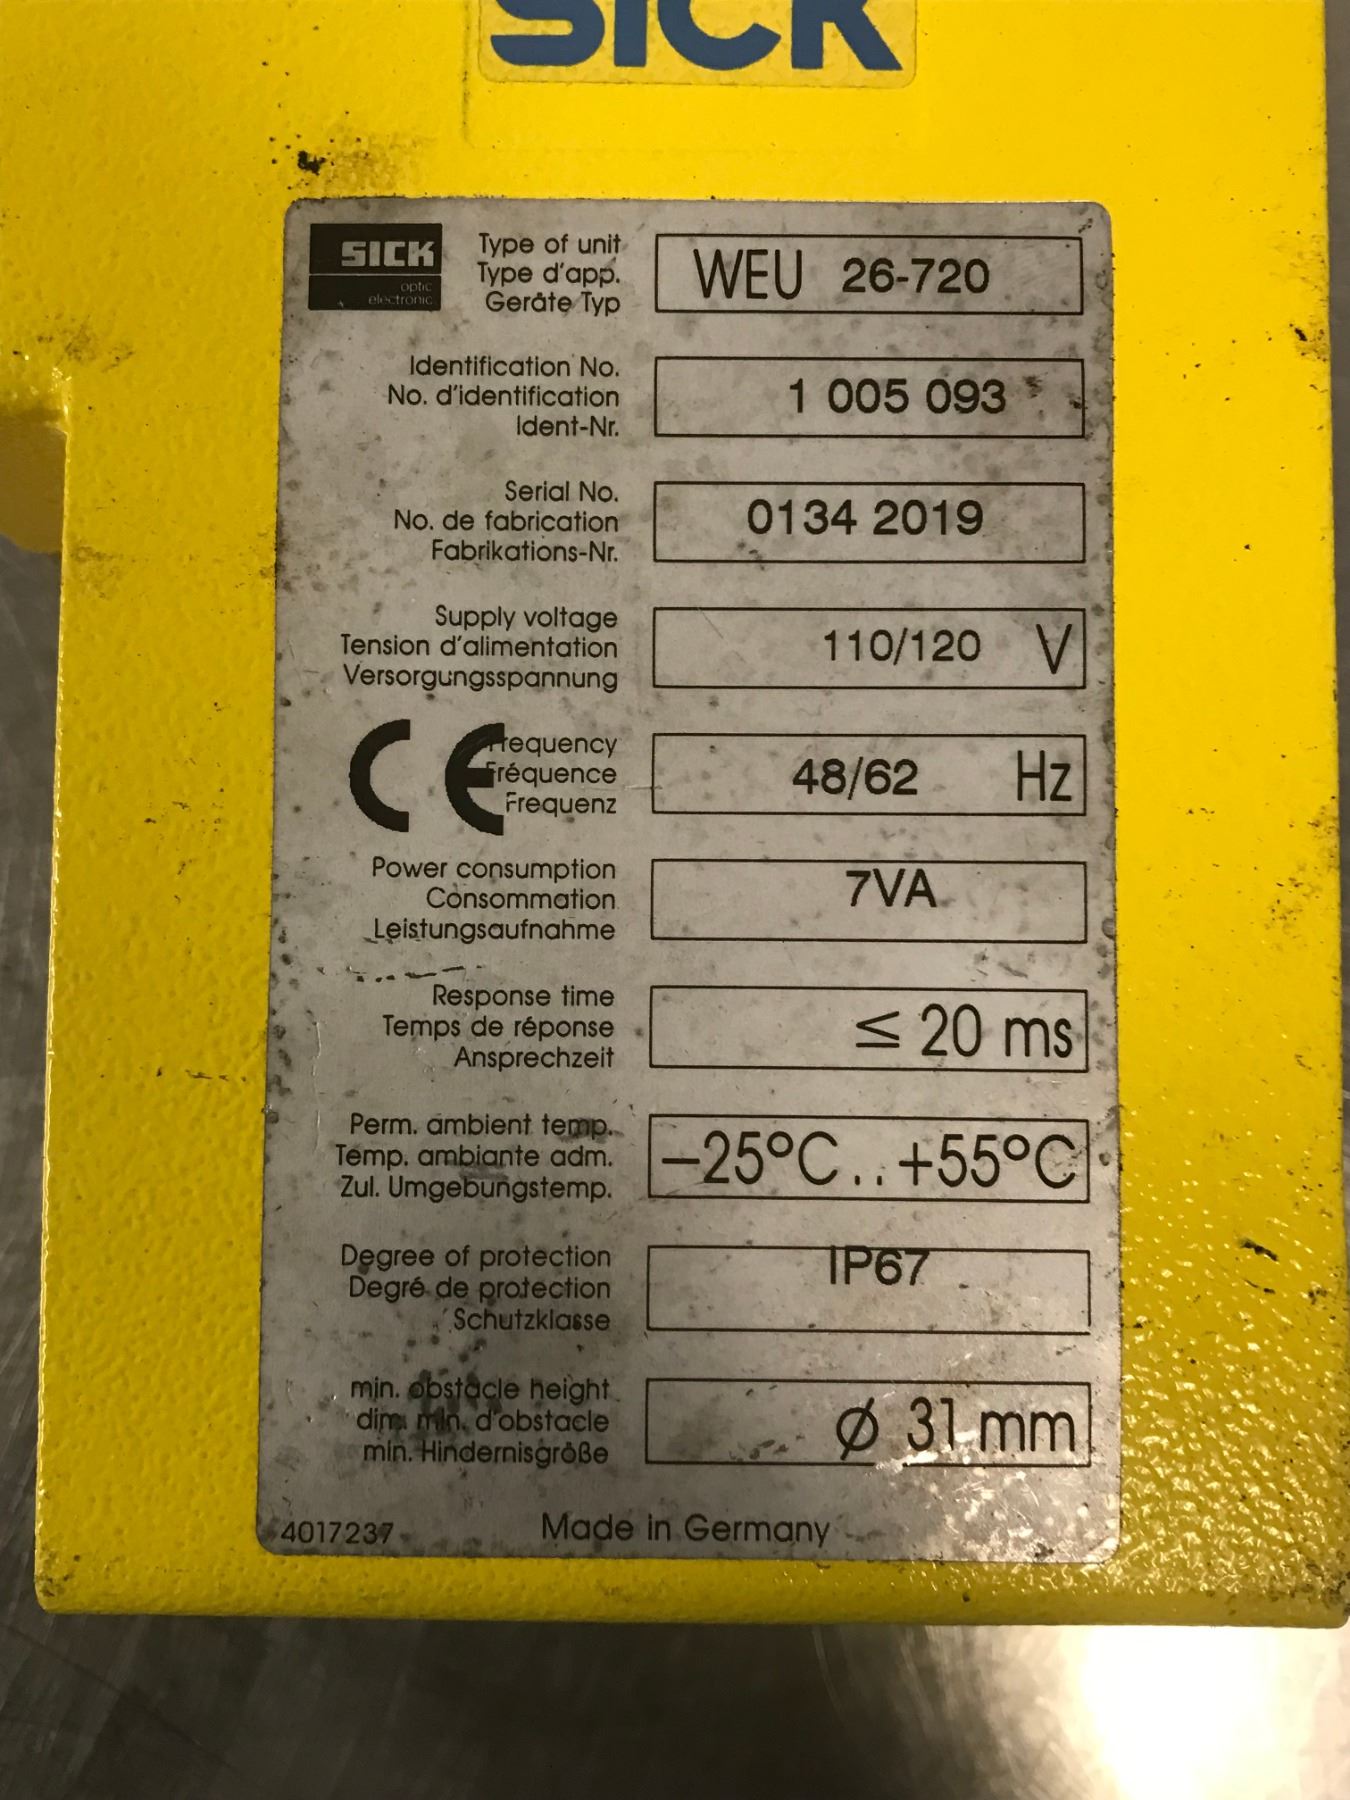 SICK
SICK
optic
electronic
Type of unit
Type d'app.
Geräte Typ
WEU 26-720
Identification No.
No. d'identification
Ident-Nr.
1 005 093
Serial No.
No. de fabrication
Fabrikations-Nr.
0134 2019
Supply voltage
Tension d'alimentation
Versorgungsspannung
110/120 V
CE
Frequency
Fréquence
Frequenz
48/62 Hz
Power consumption
Consommation
Leistungsaufnahme
7VA
Response time
Temps de réponse
Ansprechzeit
≤ 20 ms
Perm. ambient temp.
Temp. ambiante adm.
Zul. Umgebungstemp.
–25°C..+55°C
Degree of protection
Degré de protection
Schutzklasse
IP67
min. obstacle height
dim. min. d'obstacle
min. Hindernisgröße
ø 31 mm
4017237
Made in Germany